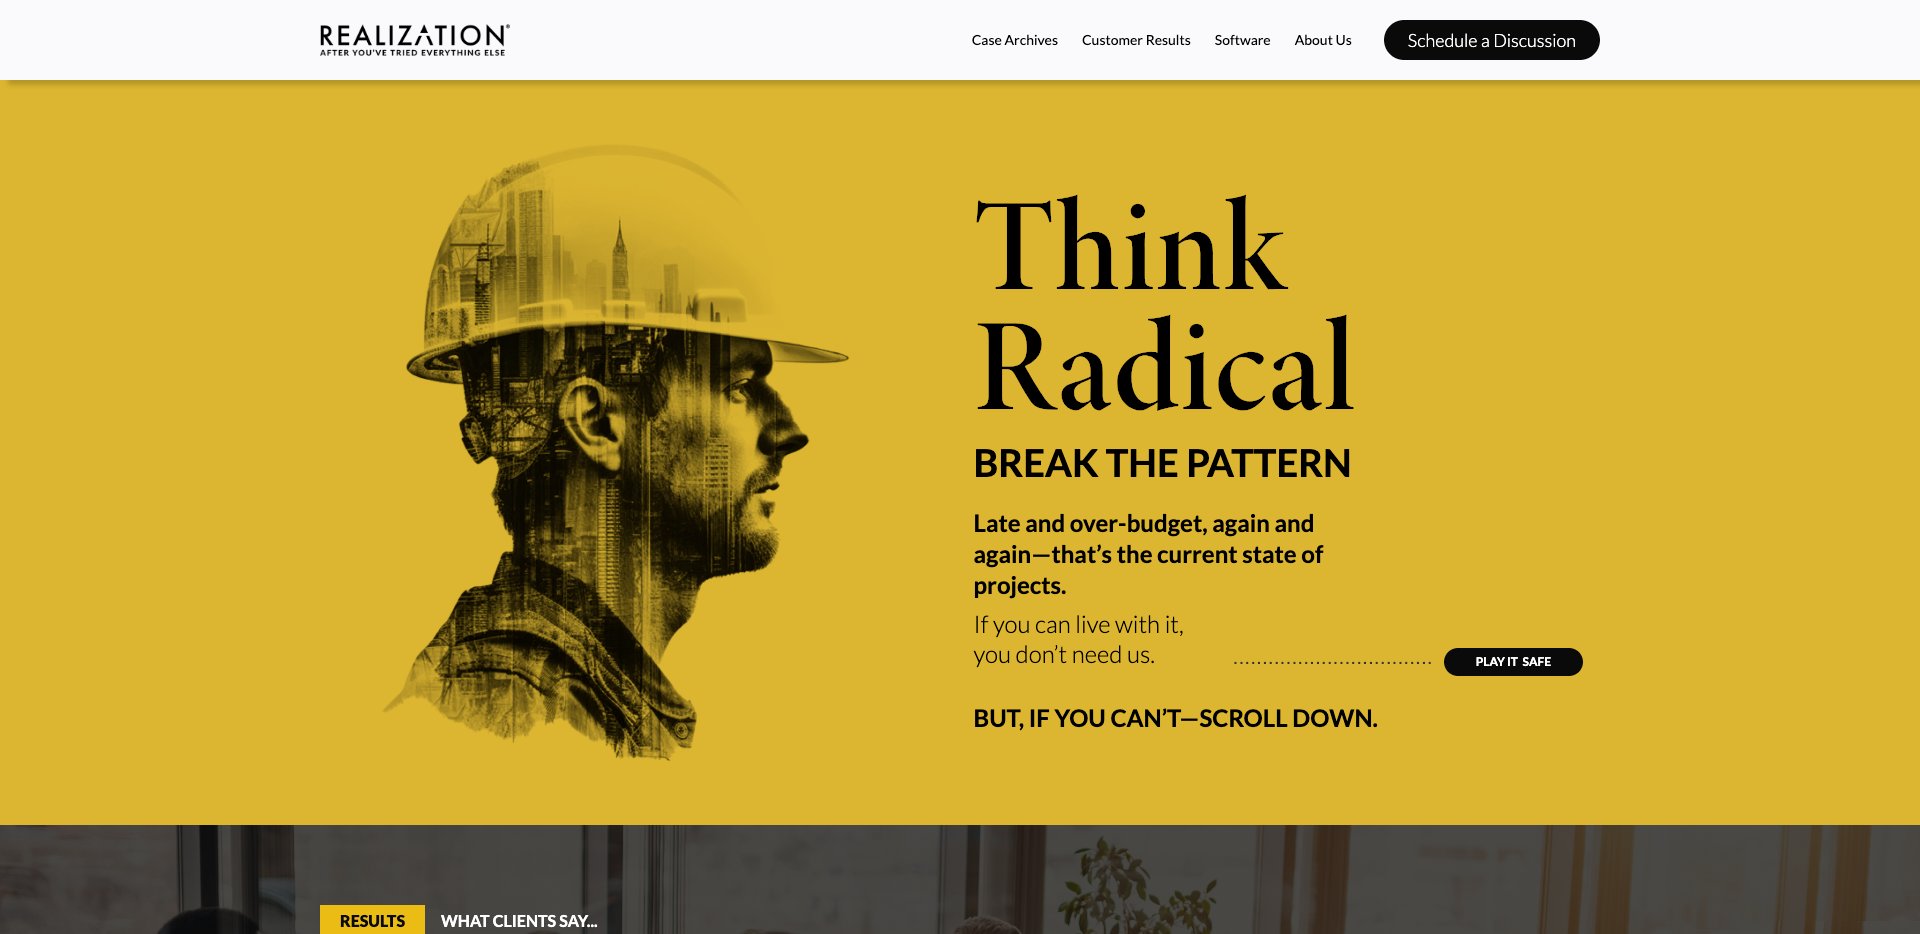 REALIZATION®
AFTER YOU'VE TRIED EVERYTHING ELSE
Case Archives
Customer Results
Software
About Us
Schedule a Discussion
Think
Radical
BREAK THE PATTERN
Late and over-budget, again and
again—that’s the current state of
projects.
If you can live with it,
you don’t need us.
PLAY IT SAFE
BUT, IF YOU CAN’T—SCROLL DOWN.
RESULTS
WHAT CLIENTS SAY...